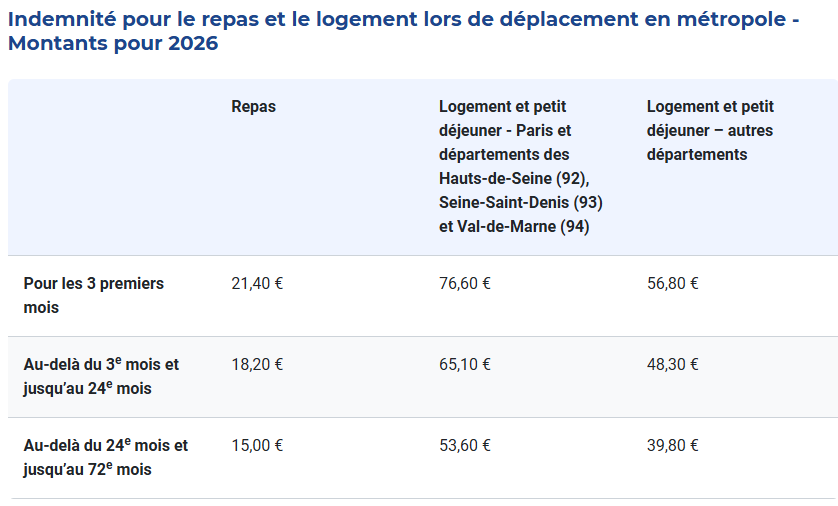 Indemnité pour le repas et le logement lors de déplacement en métropole -
Montants pour 2026
Repas
Logement et petit
déjeuner - Paris et
départements des
Hauts-de-Seine (92),
Seine-Saint-Denis (93)
et Val-de-Marne (94)
Logement et petit
déjeuner – autres
départements
Pour les 3 premiers
mois
21,40 €
76,60 €
56,80 €
Au-delà du 3e mois et
jusqu’au 24e mois
18,20 €
65,10 €
48,30 €
Au-delà du 24e mois et
jusqu’au 72e mois
15,00 €
53,60 €
39,80 €